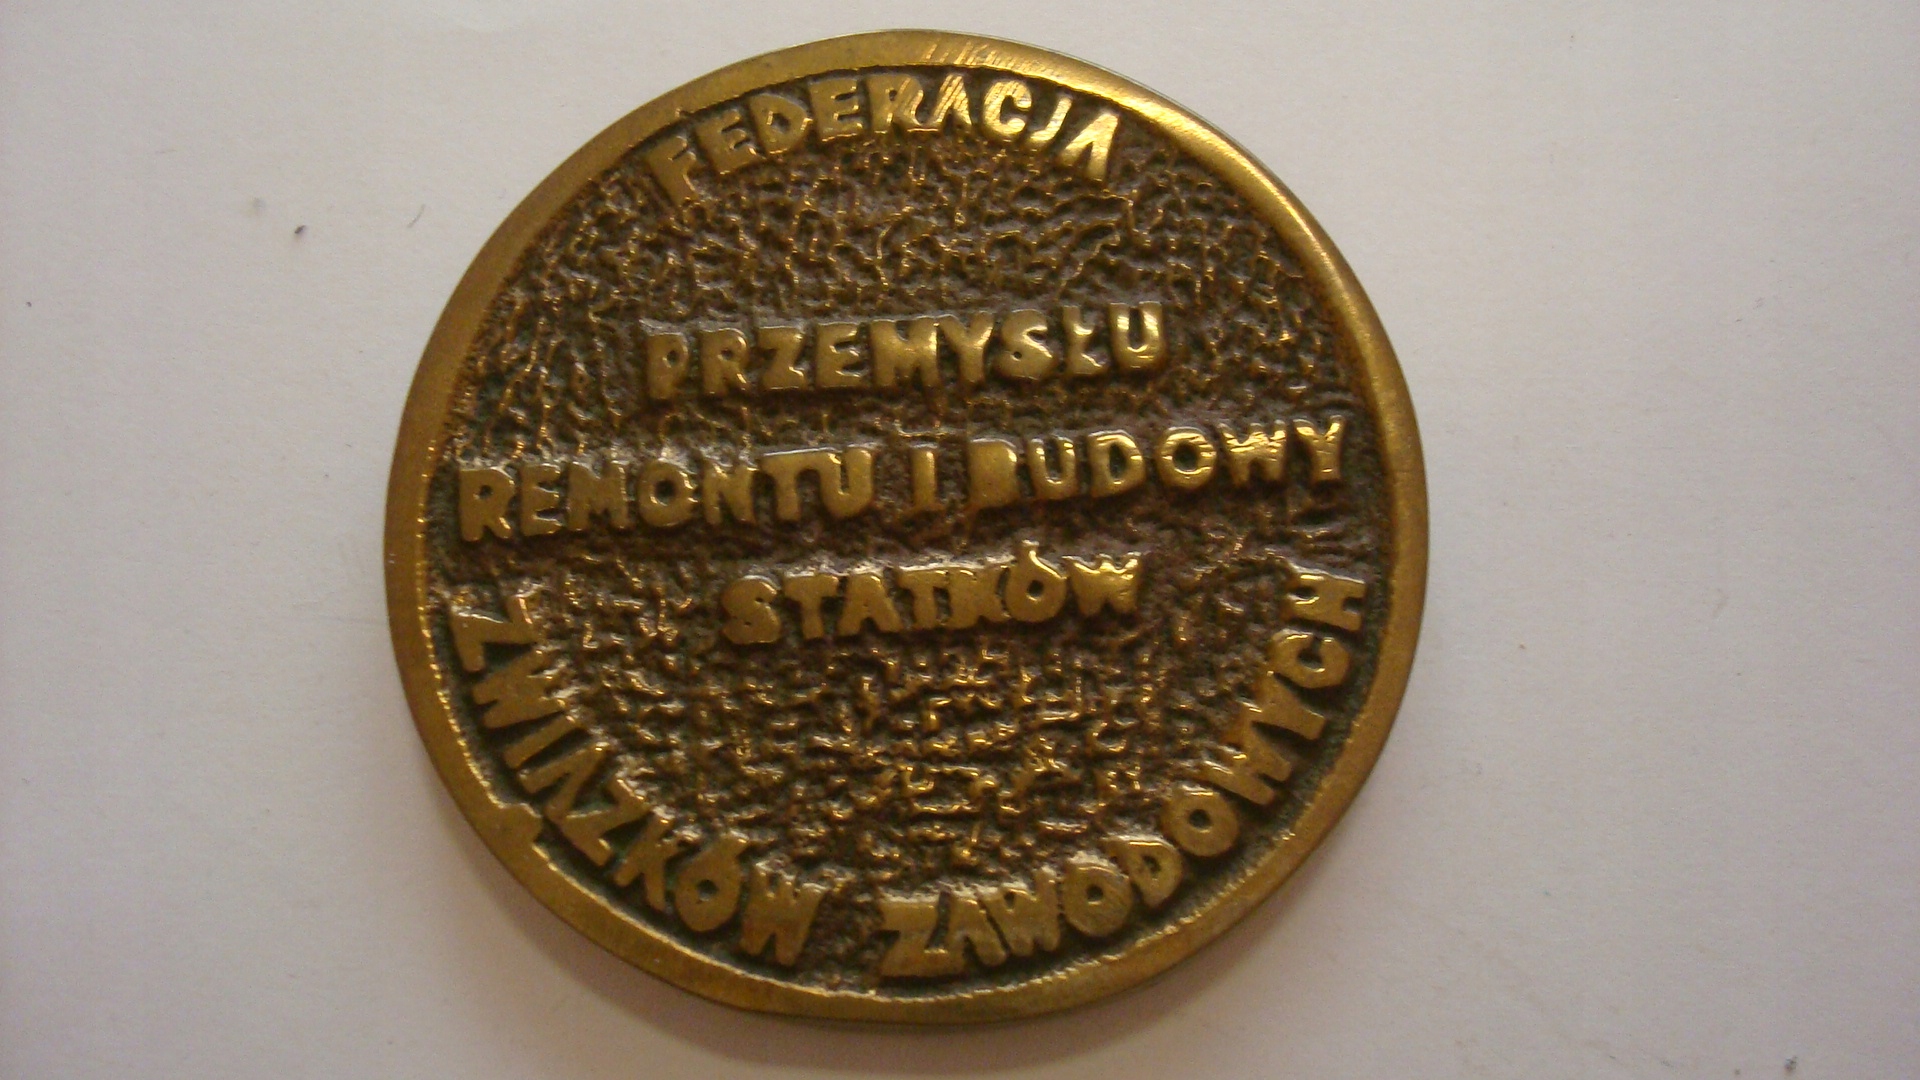 FEDERACJA
PRZEMYSŁU
REMONTU I BUDOWY
STATKÓW
ZWIĄZKÓW ZAWODOWYCH